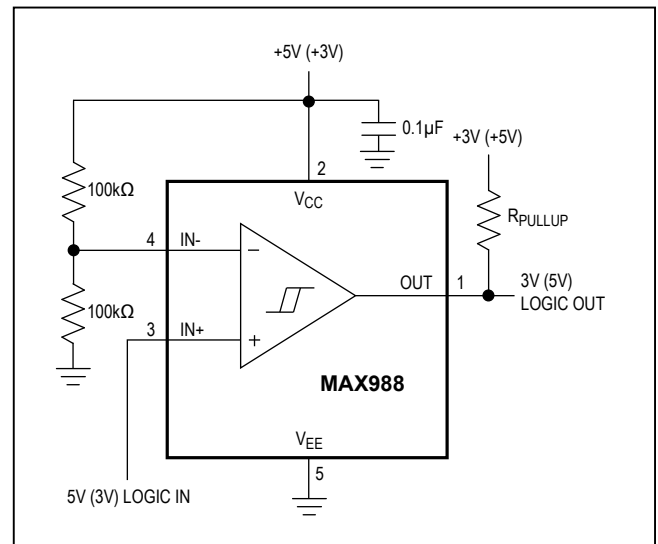 +5V (+3V)
0.1µF
+3V (+5V)
2
100kΩ
VCC
RPULLUP
4 IN-
−
OUT 1
3V (5V)
LOGIC OUT
100kΩ
3 IN+
+
MAX988
VEE
5
5V (3V) LOGIC IN